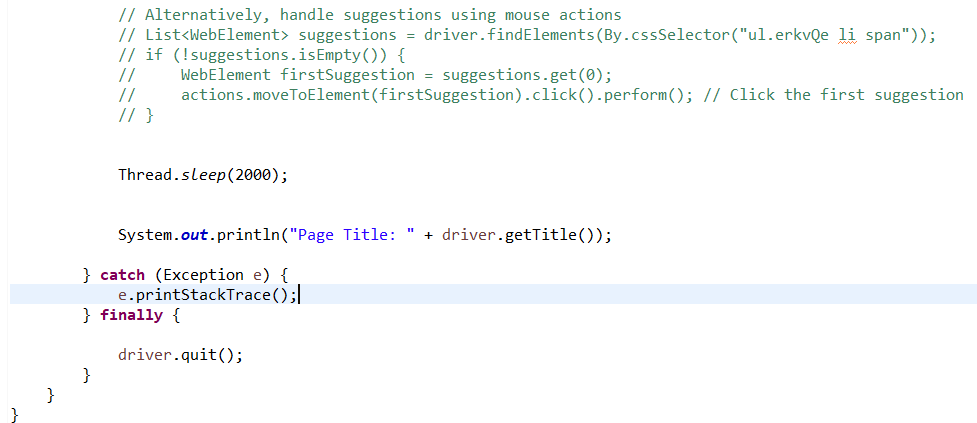 // Alternatively, handle suggestions using mouse actions
// List<WebElement> suggestions = driver.findElements(By.cssSelector("ul.erkvQe li span"));
// if (!suggestions.isEmpty()) {
//     WebElement firstSuggestion = suggestions.get(0);
//     actions.moveToElement(firstSuggestion).click().perform(); // Click the first suggestion
// }
Thread.sleep(2000);
System.out.println("Page Title: " + driver.getTitle());
} catch (Exception e) {
e.printStackTrace();
} finally {
driver.quit();
}
}
}